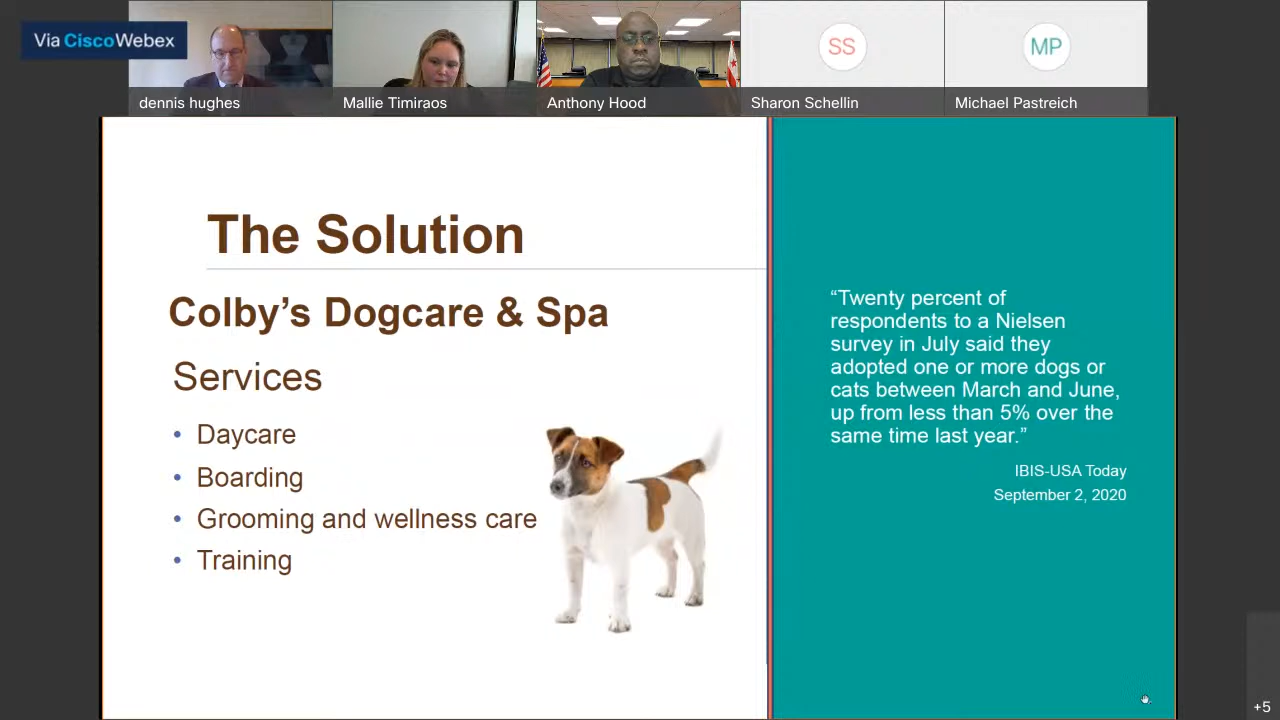 Via CiscoWebex
dennis hughes
Mallie Timiraos
Anthony Hood
SS
Sharon Schellin
MP
Michael Pastreich
The Solution
Colby’s Dogcare & Spa
Services
• Daycare
• Boarding
• Grooming and wellness care
• Training
“Twenty percent of
respondents to a Nielsen
survey in July said they
adopted one or more dogs or
cats between March and June,
up from less than 5% over the
same time last year.”
IBIS-USA Today
September 2, 2020
+5